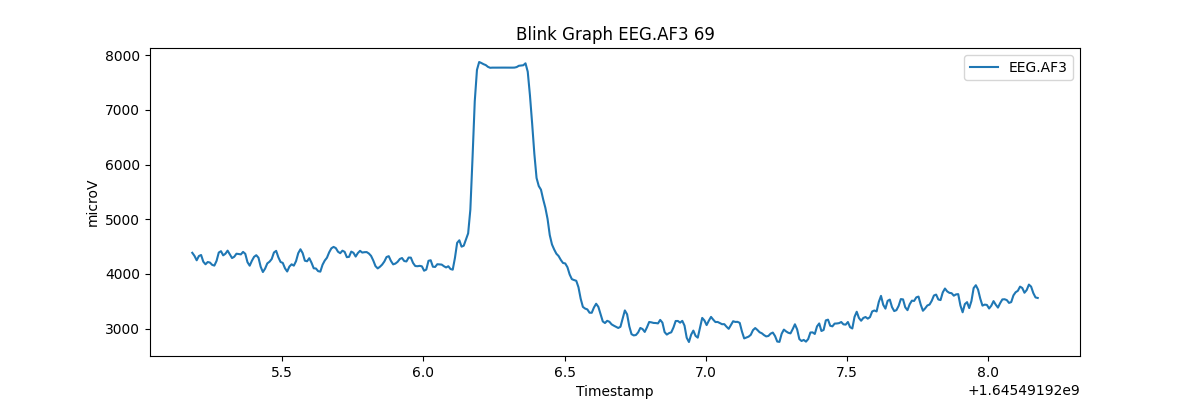 Blink Graph EEG.AF3 69
EEG.AF3
8000
7000
6000
5000
4000
3000
microV
5.5 6.0 6.5 7.0 7.5 8.0
Timestamp
+1.64549192e9